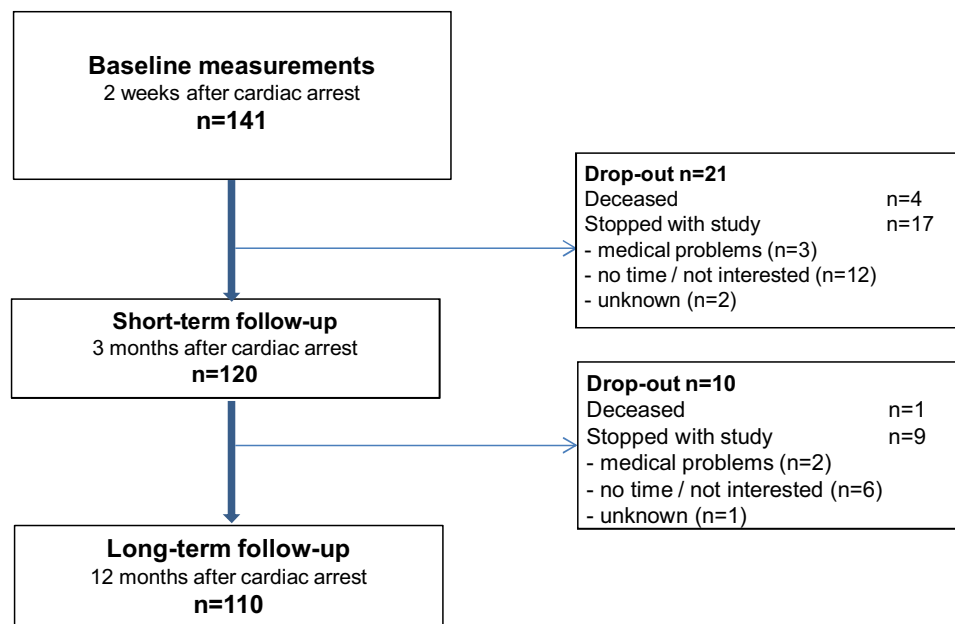 Baseline measurements
2 weeks after cardiac arrest
n=141
Drop-out n=21
Deceased n=4
Stopped with study n=17
- medical problems (n=3)
- no time / not interested (n=12)
- unknown (n=2)
Short-term follow-up
3 months after cardiac arrest
n=120
Drop-out n=10
Deceased n=1
Stopped with study n=9
- medical problems (n=2)
- no time / not interested (n=6)
- unknown (n=1)
Long-term follow-up
12 months after cardiac arrest
n=110